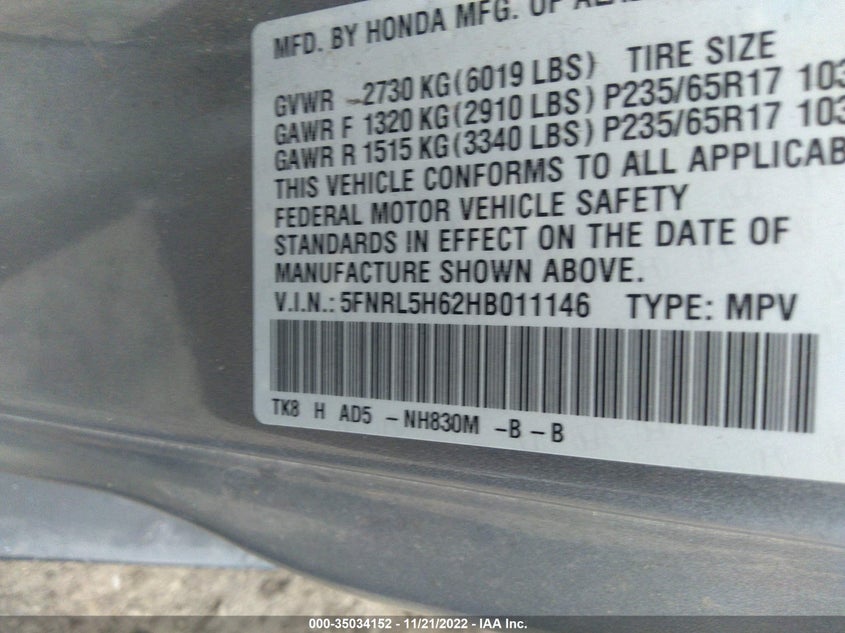 MFD. BY HONDA MFG. OF
TIRE SIZE
GVWR 2730 KG(6019 LBS)
GAWR F 1320 KG(2910 LBS) P235/65R17 103
GAWR R 1515 KG(3340 LBS) P235/65R17 103
THIS VEHICLE CONFORMS TO ALL APPLICAB
FEDERAL MOTOR VEHICLE SAFETY
STANDARDS IN EFFECT ON THE DATE OF
MANUFACTURE SHOWN ABOVE.
V.I.N.: 5FNRL5H62HB011146 TYPE: MPV
TK8 H AD5 -NH830M -B-B
000-35034152 - 11/21/2022 - IAA Inc.